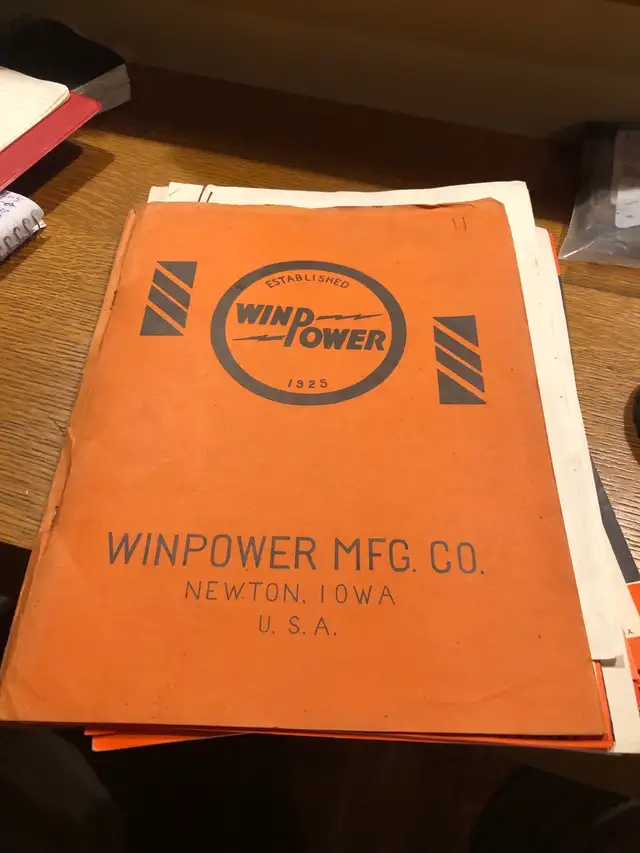 ESTABLISHED
WINPOWER
1925
WINPOWER MFG. CO.
NEWTON, IOWA
U. S. A.